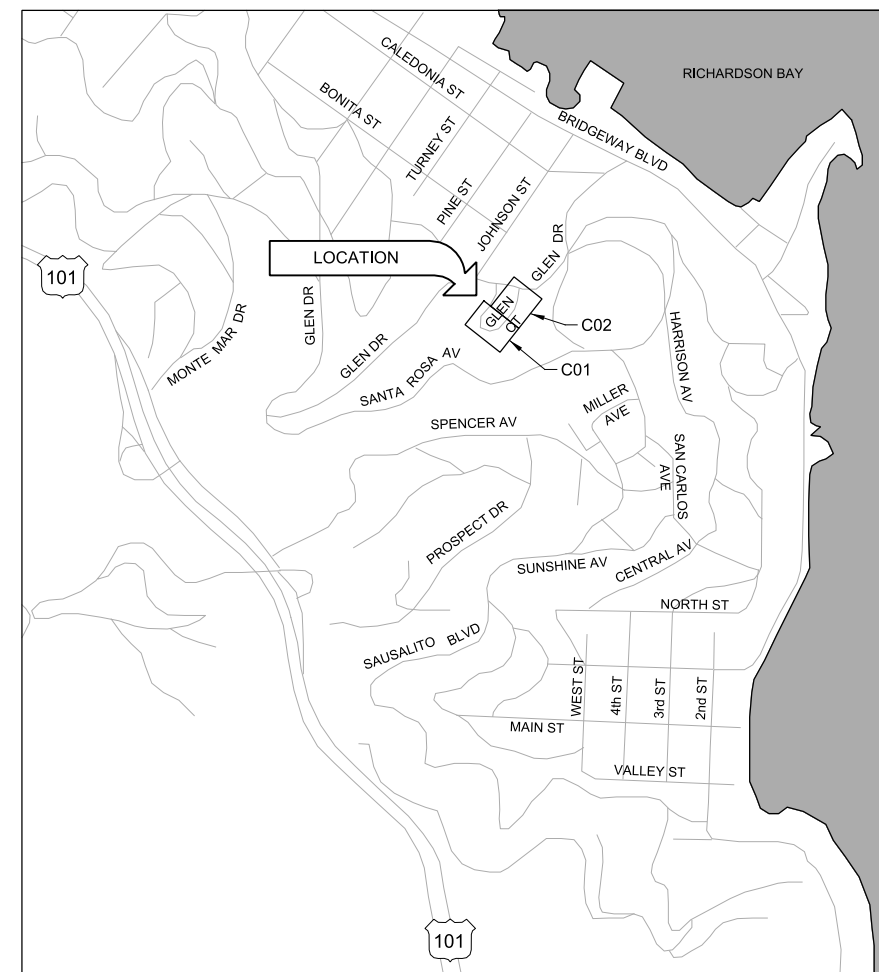 RICHARDSON BAY
CALEDONIA ST
BONITA ST
BRIDGEWAY BLVD
TURNEY ST
PINE ST
JOHNSON ST
LOCATION
GLEN DR
101
GLEN DR
GLEN
CT
C02
MONTE MAR DR
GLEN DR
HARRISON AV
C01
SANTA ROSA AV
MILLER
AVE
SPENCER AV
SAN CARLOS
AVE
PROSPECT DR
SUNSHINE AV
CENTRAL AV
NORTH ST
SAUSALITO BLVD
WEST ST
4th ST
3rd ST
2nd ST
MAIN ST
VALLEY ST
101